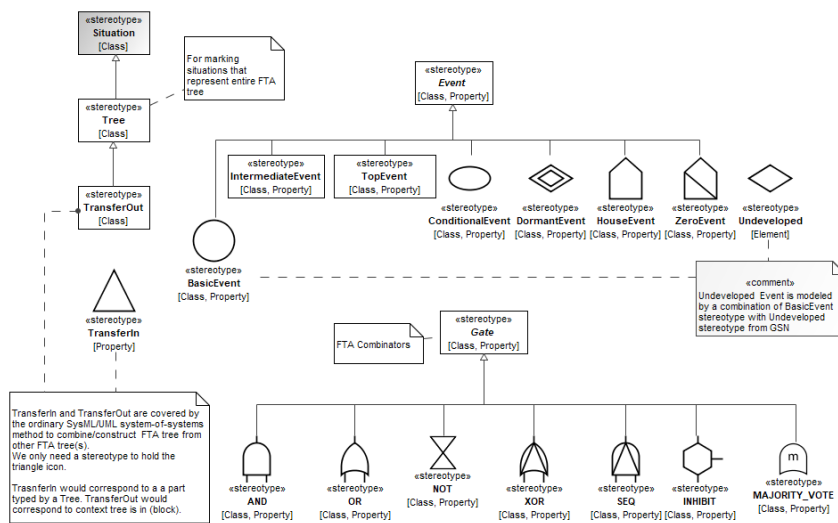 «stereotype»
Situation
[Class]
For marking
situations that
represent entire FTA
tree
«stereotype»
Tree
[Class]
«stereotype»
TransferOut
[Class]
«stereotype»
TransferIn
[Property]
TransferIn and TransferOut are covered by
the ordinary SysML/UML system-of-systems
method to combine/construct FTA tree from
other FTA tree(s).
We only need a stereotype to hold the
triangle icon.
TrasnferIn would correspond to a a part
typed by a Tree. TransferOut would
correspond to context tree is in (block).
«stereotype»
Event
[Class, Property]
«stereotype»
IntermediateEvent
[Class, Property]
«stereotype»
TopEvent
[Class, Property]
«stereotype»
ConditionalEvent
[Class, Property]
«stereotype»
DormantEvent
[Class, Property]
«stereotype»
HouseEvent
[Class, Property]
«stereotype»
ZeroEvent
[Class, Property]
«stereotype»
Undeveloped
[Element]
«stereotype»
BasicEvent
[Class, Property]
«comment»
Undeveloped Event is modeled
by a combination of BasicEvent
stereotype with Undeveloped
stereotype from GSN
FTA Combinators
«stereotype»
Gate
[Class, Property]
«stereotype»
AND
[Class, Property]
«stereotype»
OR
[Class, Property]
«stereotype»
NOT
[Class, Property]
«stereotype»
XOR
[Class, Property]
«stereotype»
SEQ
[Class, Property]
«stereotype»
INHIBIT
[Class, Property]
m
«stereotype»
MAJORITY_VOTE
[Class, Property]